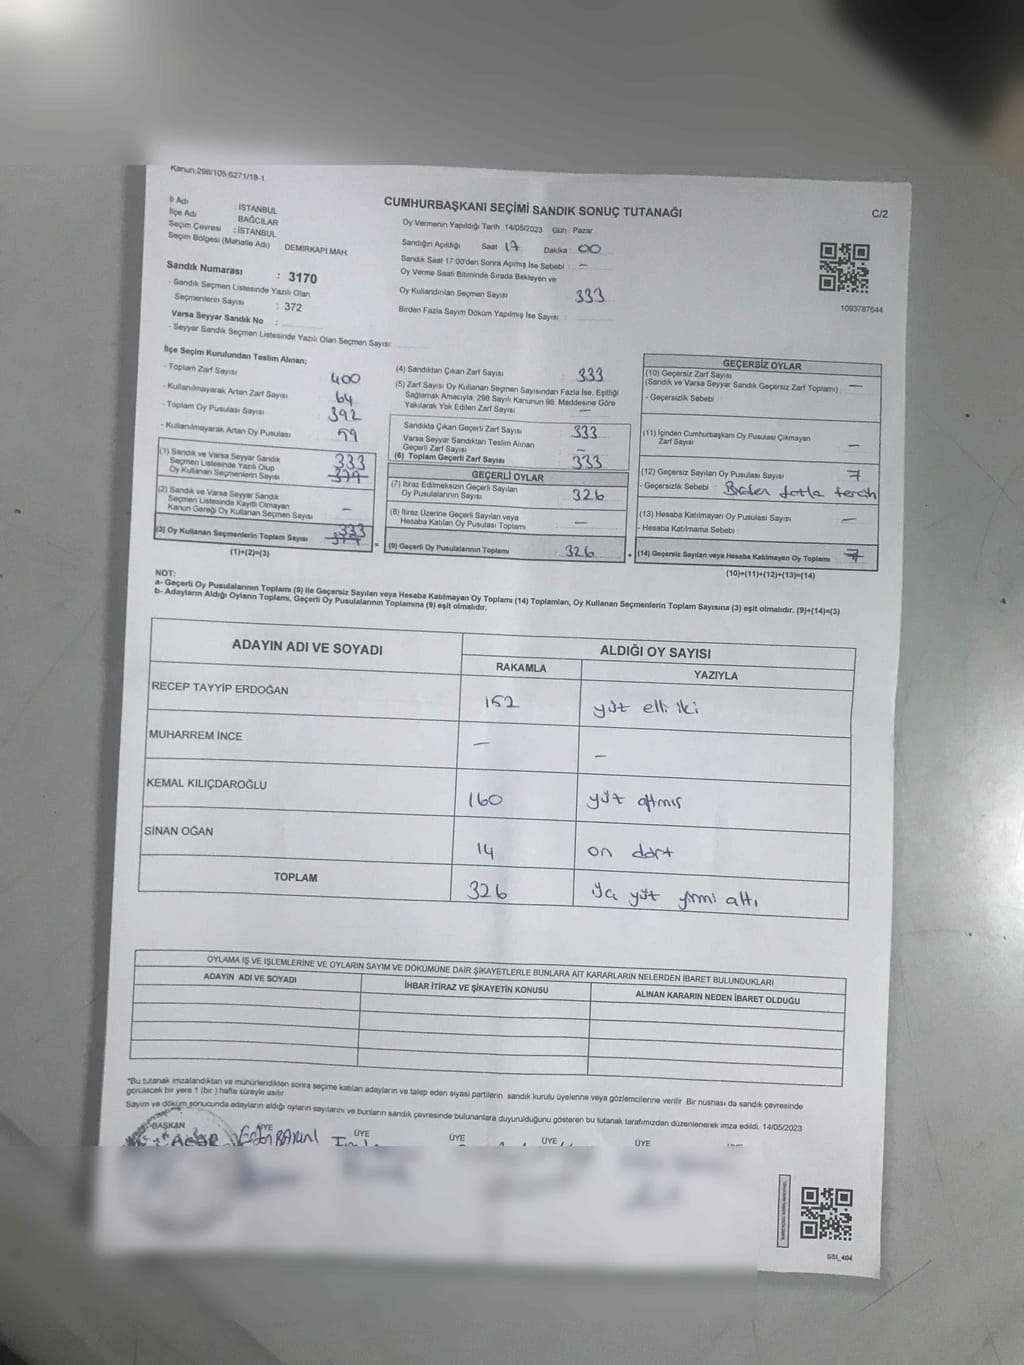 Kanun;298/105,6271/18-1
CUMHURBAŞKANI SEÇİMİ SANDIK SONUÇ TUTANAĞI
C/2
İl Adı : İSTANBUL
İlçe Adı : BAĞCILAR
Seçim Çevresi : İSTANBUL
Seçim Bölgesi (Mahalle Adı) DEMİRKAPI MAH.
Sandık Numarası : 3170
- Sandık Seçmen Listesinde Yazılı Olan
Seçmenlerin Sayısı : 372
Varsa Seyyar Sandık No :
- Seyyar Sandık Seçmen Listesinde Yazılı Olan Seçmen Sayısı:
Oy Vermenin Yapıldığı Tarih : 14/05/2023 Gün : Pazar
Sandığın Açıldığı Saat 17 Dakika : 00
Sandık Saat 17:00'den Sonra Açımış İse Sebebi : -
Oy Verme Saati Bitiminde Sırada Bekleyen ve
Oy Kullandırılan Seçmen Sayısı 333
Birden Fazla Sayım Döküm Yapılmış İse Sayısı :
1093787644
İlçe Seçim Kurulundan Teslim Alınan;
- Toplam Zarf Sayısı 400
- Kullanılmayarak Artan Zarf Sayısı 64
- Toplam Oy Pusulası Sayısı 392
- Kullanılmayarak Artan Oy Pusulası 59
(1) Sandık ve Varsa Seyyar Sandık
Seçmen Listesinde Yazılı Olup
Oy Kullanan Seçmenlerin Sayısı 333
(2) Sandık ve Varsa Seyyar Sandık
Seçmen Listesinde Kayıtlı Olmayan
Kanun Gereği Oy Kullanan Seçmen Sayısı -
(3) Oy Kullanan Seçmenlerin Toplam Sayısı 333
(1)+(2)=(3)
(4) Sandıktan Çıkan Zarf Sayısı 333
(5) Zarf Sayısı Oy Kullanan Seçmen Sayısından Fazla İse, Eşitliği
Sağlamak Amacıyla, 298 Sayılı Kanunun 98. Maddesine Göre
Yakılarak Yok Edilen Zarf Sayısı -
Sandıkta Çıkan Geçerli Zarf Sayısı 333
Varsa Seyyar Sandıktan Teslim Alınan
Geçerli Zarf Sayısı -
(6) Toplam Geçerli Zarf Sayısı 333
GEÇERLİ OYLAR
(7) İtiraz Edilmeksizin Geçerli Sayılan
Oy Pusulalarının Sayısı 326
(8) İtiraz Üzerine Geçerli Sayılan veya
Hesaba Katılan Oy Pusulası Toplamı -
(9) Geçerli Oy Pusulalarının Toplamı 326
GEÇERSİZ OYLAR
(10) Geçersiz Zarf Sayısı
(Sandık ve Varsa Seyyar Sandık Geçersiz Zarf Toplamı) -
- Geçersizlik Sebebi
(11) İçinden Cumhurbaşkanı Oy Pusulası Çıkmayan
Zarf Sayısı -
(12) Geçersiz Sayılan Oy Pusulası Sayısı 7
- Geçersizlik Sebebi : Birden fazla tercih
(13) Hesaba Katılmayan Oy Pusulası Sayısı -
- Hesaba Katılmama Sebebi
(14) Geçersiz Sayılan veya Hesaba Katılmayan Oy Toplamı 7
(10)+(11)+(12)+(13)=(14)
NOT:
a- Geçerli Oy Pusulalarının Toplamı (9) ile Geçersiz Sayılan veya Hesaba Katılmayan Oy Toplamı (14) Toplamları, Oy Kullanan Seçmenlerin Toplam Sayısına (3) eşit olmalıdır. (9)+(14)=(3)
b- Adayların Aldığı Oyların Toplamı, Geçerli Oy Pusulalarının Toplamına (9) eşit olmalıdır.
ADAYIN ADI VE SOYADI ALDIĞI OY SAYISI
RAKAMLA YAZIYLA
RECEP TAYYİP ERDOĞAN 152 yüz elli iki
MUHARREM İNCE - -
KEMAL KILIÇDAROĞLU 160 yüz altmış
SİNAN OĞAN 14 on dört
TOPLAM 326 üç yüz yirmi altı
OYLAMA İŞ VE İŞLEMLERİNE VE OYLARIN SAYIM VE DÖKÜMÜNE DAİR ŞİKAYETLERLE BUNLARA AİT KARARLARIN NELERDEN İBARET BULUNDUKLARI
ADAYIN ADI VE SOYADI İHBAR İTİRAZ VE ŞİKAYETİN KONUSU ALINAN KARARIN NEDEN İBARET OLDUĞU
*Bu tutanak imzalandıktan ve mühürlendikten sonra seçime katılan adayların ve talep eden siyasi partilerin sandık kurulu üyelerine veya gözlemcilerine verilir. Bir nüshası da sandık çevresinde
görülecek bir yere 1 (bir) hafta süreyle asılır
Sayım ve döküm sonucunda adayların aldığı oyların sayılarını ve bunların sandık çevresinde bulunanlara duyurulduğunu gösteren bu tutanak tarafımızdan düzenlenerek imza edildi. 14/05/2023
BAŞKAN ÜYE ÜYE ÜYE ÜYE ÜYE
SSI_404